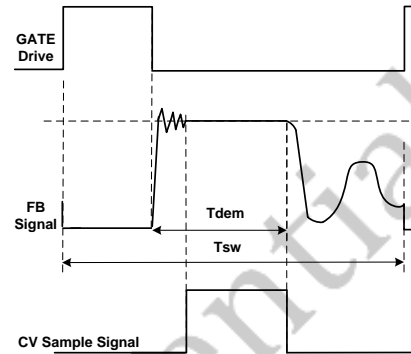 GATE
Drive
FB
Signal
Tdem
Tsw
CV Sample Signal